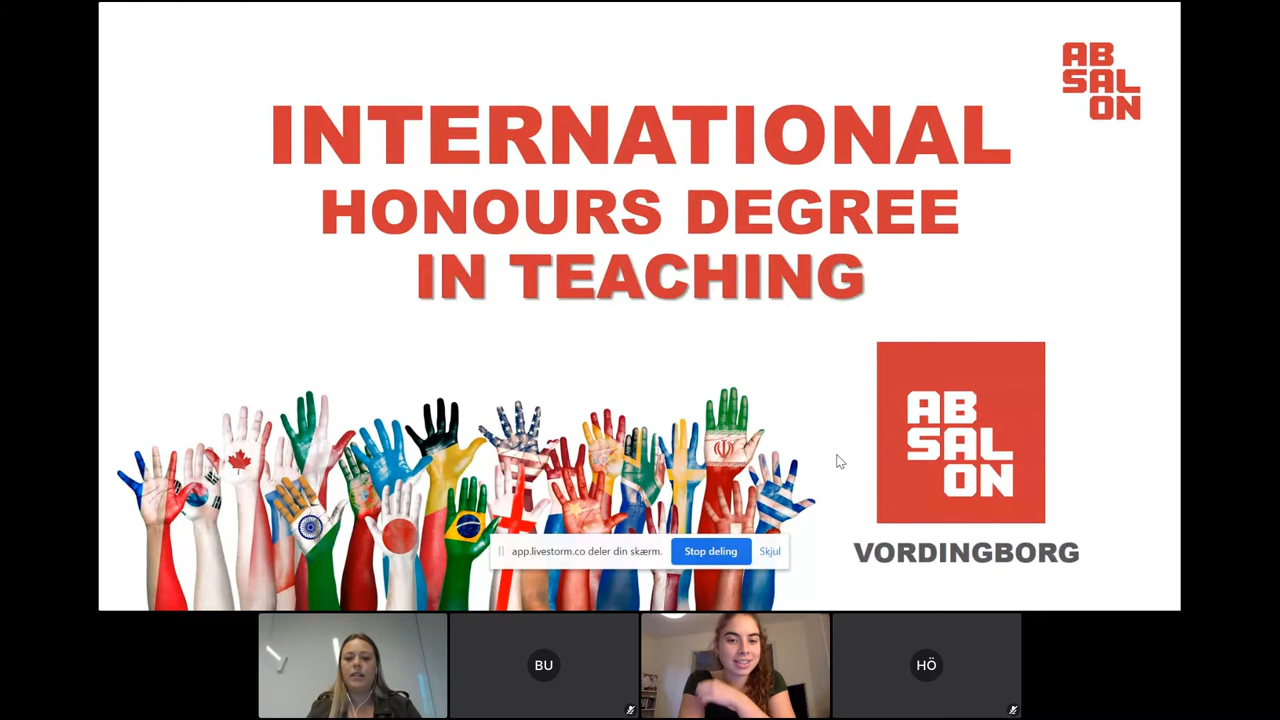 AB
SAL
ON
INTERNATIONAL
HONOURS DEGREE
IN TEACHING
AB
SAL
ON
VORDINGBORG
app.livestorm.co deler din skærm.
Stop deling
Skjul
BU
HÖ